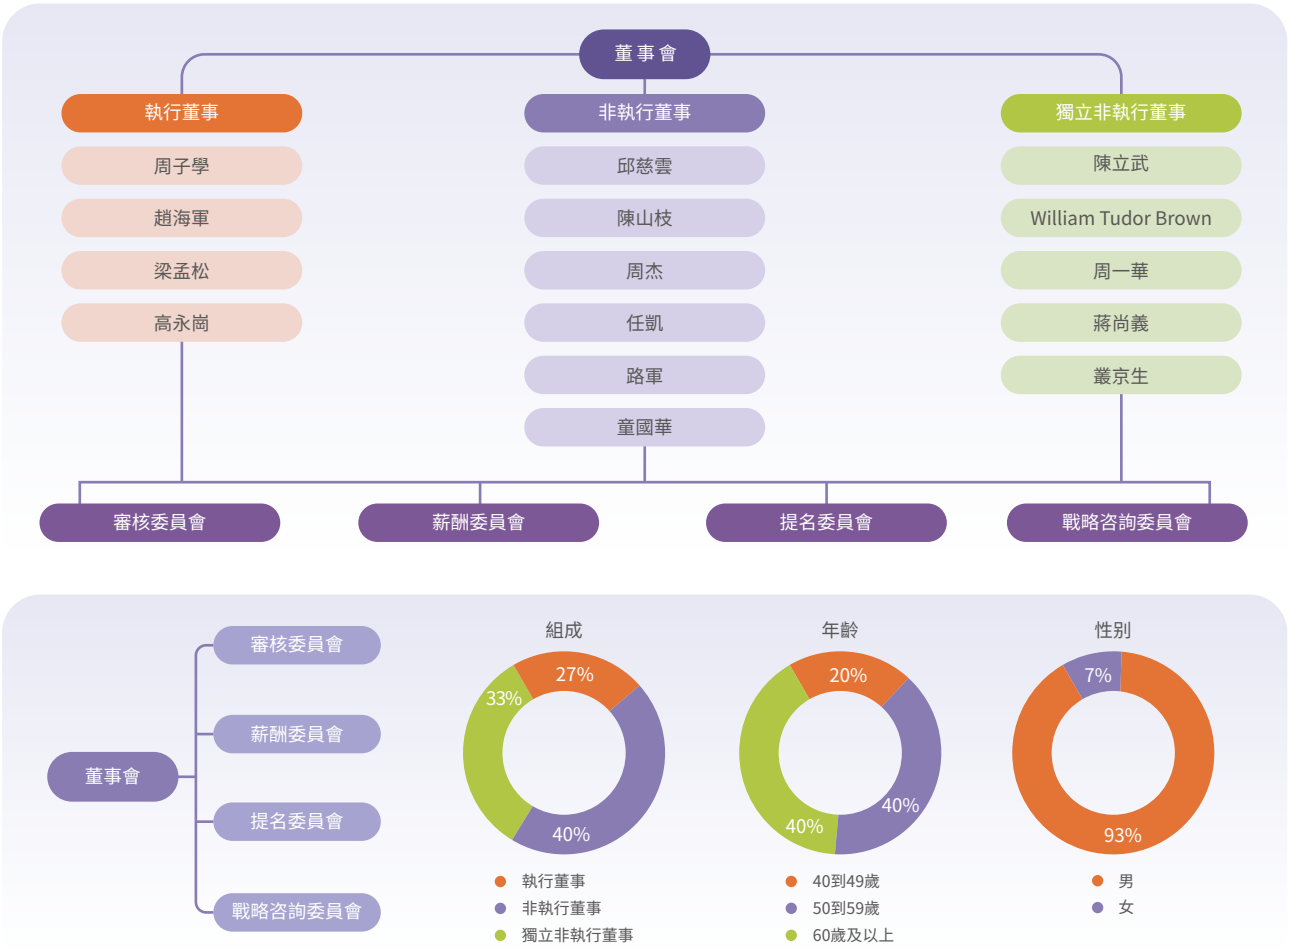 董事會
執行董事
周子學
趙海軍
梁孟松
高永崗
非執行董事
邱慈雲
陳山枝
周杰
任凱
路軍
童國華
獨立非執行董事
陳立武
William Tudor Brown
周一華
蔣尚義
叢京生
審核委員會
薪酬委員會
提名委員會
戰略咨詢委員會
董事會
審核委員會
薪酬委員會
提名委員會
戰略咨詢委員會
組成
27%
33%
40%
執行董事
非執行董事
獨立非執行董事
年齡
20%
40%
40%
40到49歲
50到59歲
60歲及以上
性別
7%
93%
男
女